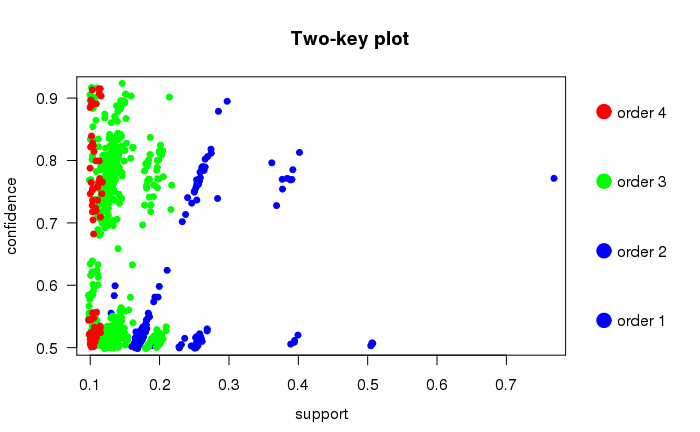 Two-key plot
confidence
0.9
0.8
0.7
0.6
0.5
0.1 0.2 0.3 0.4 0.5 0.6 0.7
support
order 4
order 3
order 2
order 1